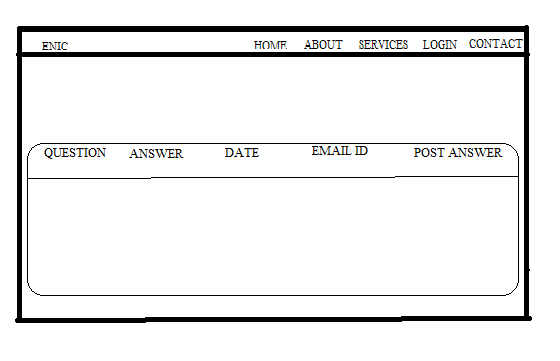 ENIC HOME ABOUT SERVICES LOGIN CONTACT
QUESTION ANSWER DATE EMAIL ID POST ANSWER